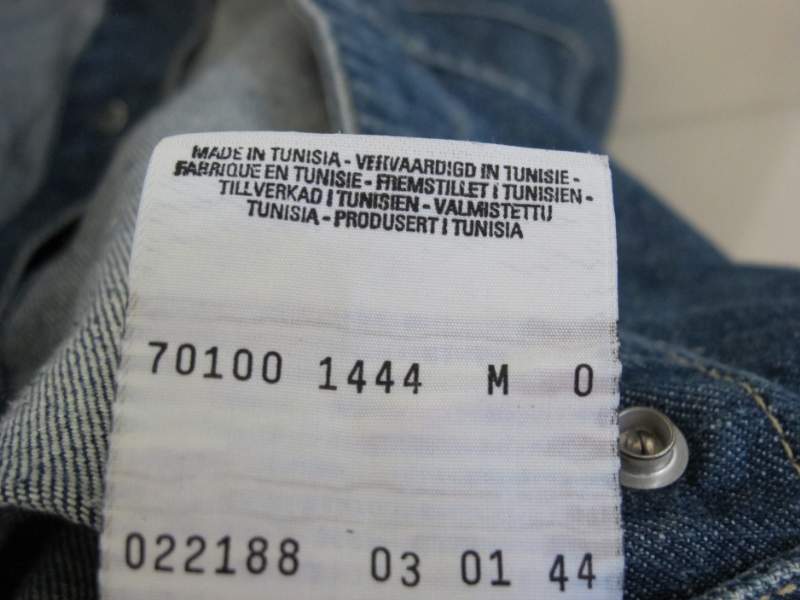 MADE IN TUNISIA - VERVAARDIGD IN TUNISIE -
FABRIQUE EN TUNISIE - FREMSTILLET I TUNISIEN -
TILLVERKAD I TUNISIEN - VALMISTETTU
TUNISIA - PRODUSERT I TUNISIA
70100 1444 M 0
022188 03 01 44